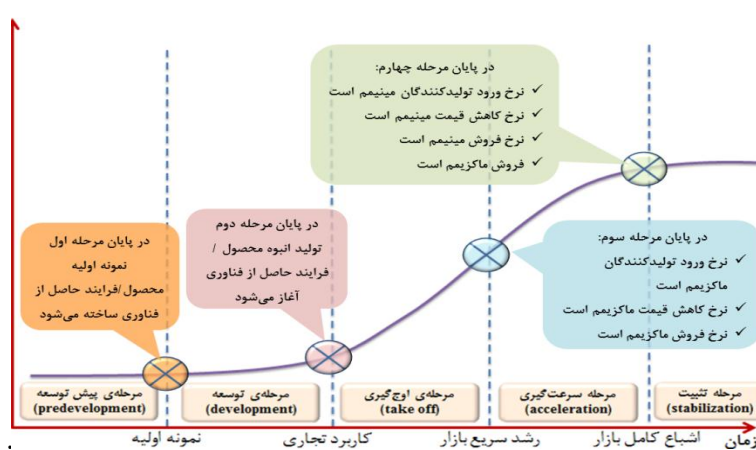 در پایان مرحله چهارم:
✓ نرخ ورود تولیدکنندگان مینیمم است
✓ نرخ کاهش قیمت مینیمم است
✓ نرخ فروش مینیمم است
✓ فروش ماکزیمم است
در پایان مرحله اول
نمونه اولیه
محصول/فرایند حاصل از
فناوری ساخته می‌شود
در پایان مرحله دوم
تولید انبوه محصول /
فرایند حاصل از فناوری
آغاز می‌شود
در پایان مرحله سوم:
✓ نرخ ورود تولیدکنندگان
ماکزیمم است
✓ نرخ کاهش قیمت ماکزیمم است
✓ نرخ فروش ماکزیمم است
مرحله‌ی پیش توسعه
(predevelopment)
مرحله‌ی توسعه
(development)
مرحله‌ی اوج‌گیری
(take off)
مرحله سرعت‌گیری
(acceleration)
مرحله تثبیت
(stabilization)
نمونه اولیه
کاربرد تجاری
رشد سریع بازار
اشباع کامل بازار
زمان